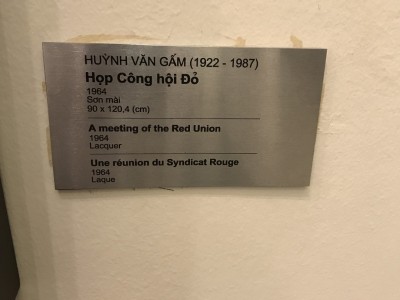 HUỲNH VĂN GẤM (1922 - 1987)
Họp Công hội Đỏ
1964
Sơn mài
90 x 120,4 (cm)
A meeting of the Red Union
1964
Lacquer
Une réunion du Syndicat Rouge
1964
Laque